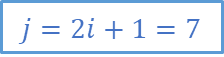 j = 2i + 1 = 7